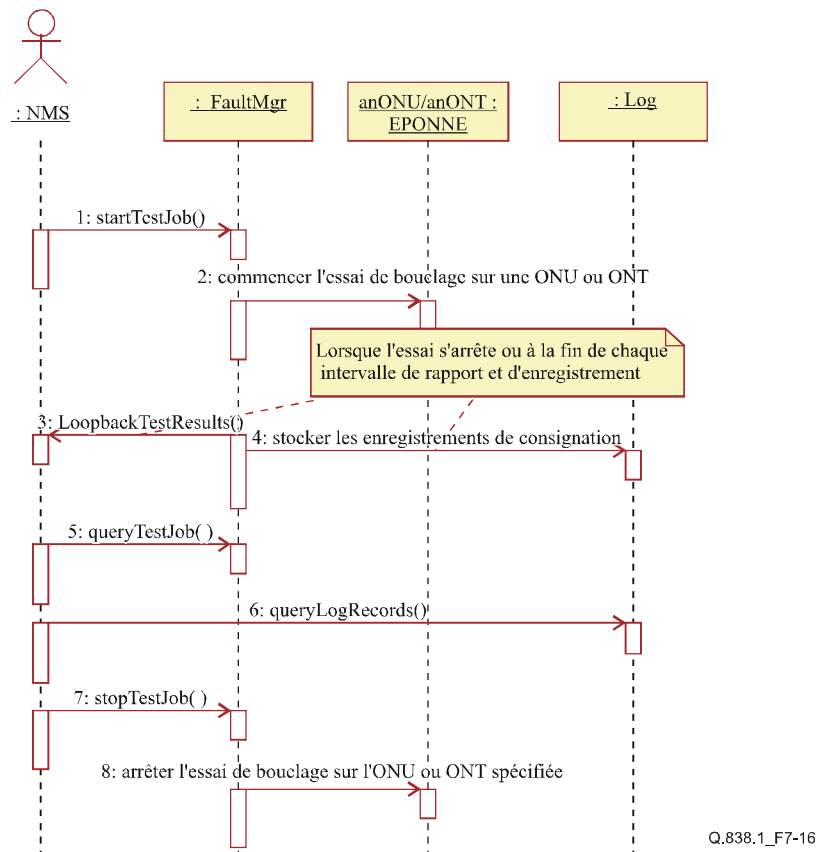 : NMS
: FaultMgr
anONU/anONT :
EPONNE
: Log
1: startTestJob()
2: commencer l'essai de bouclage sur une ONU ou ONT
Lorsque l'essai s'arrête ou à la fin de chaque
intervalle de rapport et d'enregistrement
3: LoopbackTestResults()
4: stocker les enregistrements de consignation
5: queryTestJob( )
6: queryLogRecords()
7: stopTestJob( )
8: arrêter l'essai de bouclage sur l'ONU ou ONT spécifiée
Q.838.1_F7-16